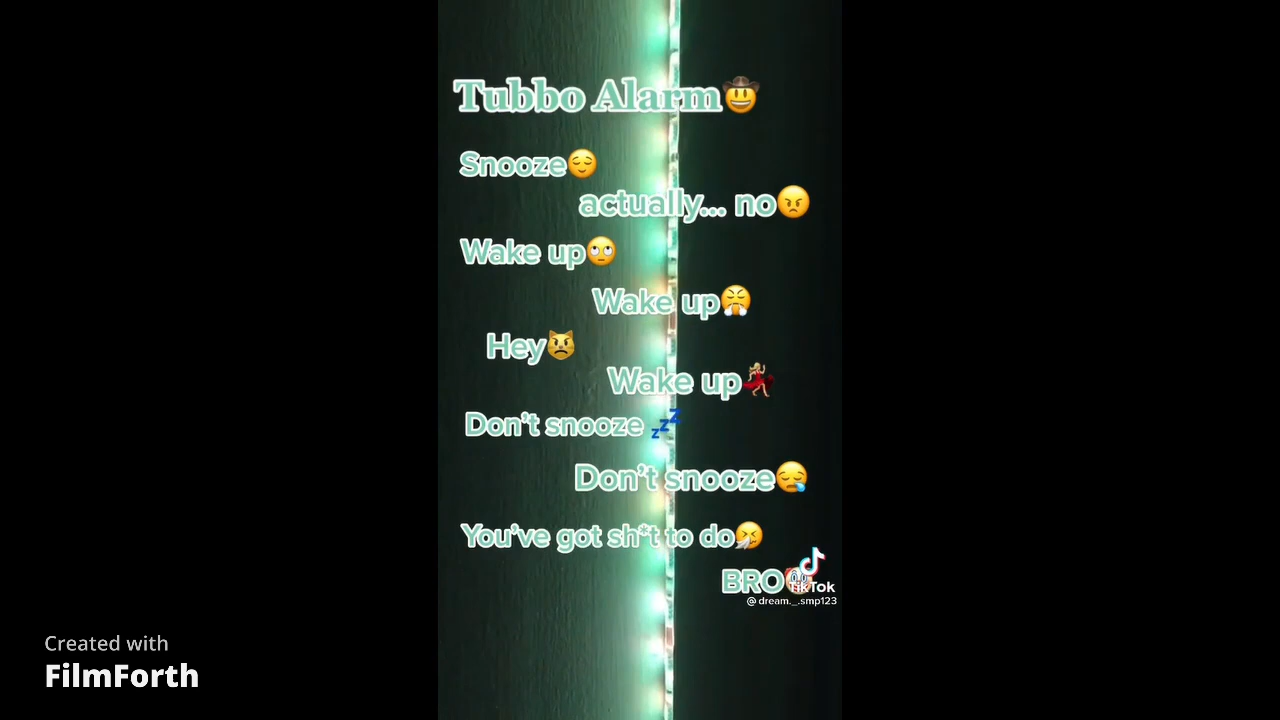 Tubbo Alarm🤠
Snooze😌
actually... no😠
Wake up🙄
Wake up😤
Hey😾
Wake up💃
Don't snooze 💤
Don't snooze😪
You've got sh*t to do🤧
BRO🤡
TikTok
@dream._.smp123
Created with
FilmForth